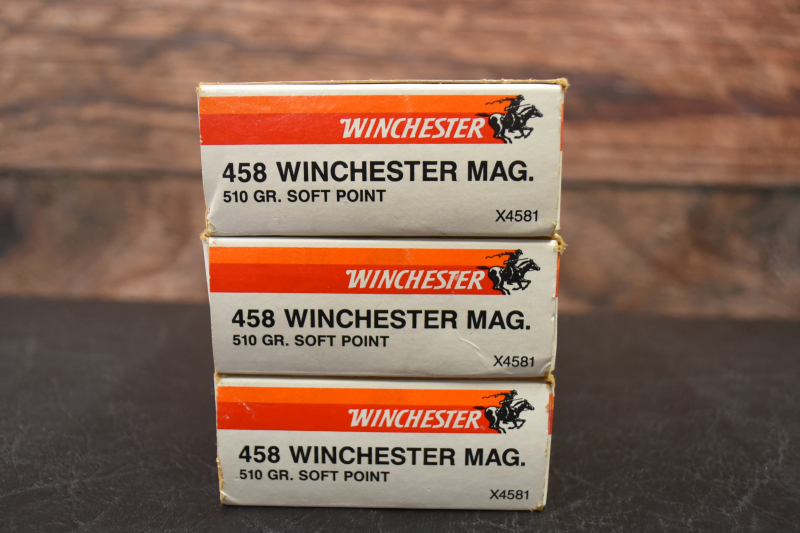 WINCHESTER
458 WINCHESTER MAG.
510 GR. SOFT POINT
X4581
WINCHESTER
458 WINCHESTER MAG.
510 GR. SOFT POINT
X4581
WINCHESTER
458 WINCHESTER MAG.
510 GR. SOFT POINT
X4581